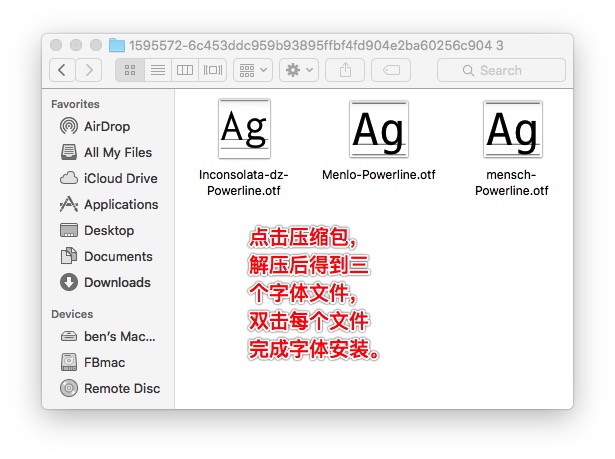 1595572-6c453ddc959b93895ffbf4fd904e2ba60256c904 3
Search
Favorites
AirDrop
All My Files
iCloud Drive
Applications
Desktop
Documents
Downloads
Devices
ben's Mac...
FBmac
Remote Disc
Ag
Inconsolata-dz-
Powerline.otf
Ag
Menlo-Powerline.otf
Ag
mensch-
Powerline.otf
点击压缩包，
解压后得到三
个字体文件，
双击每个文件
完成字体安装。